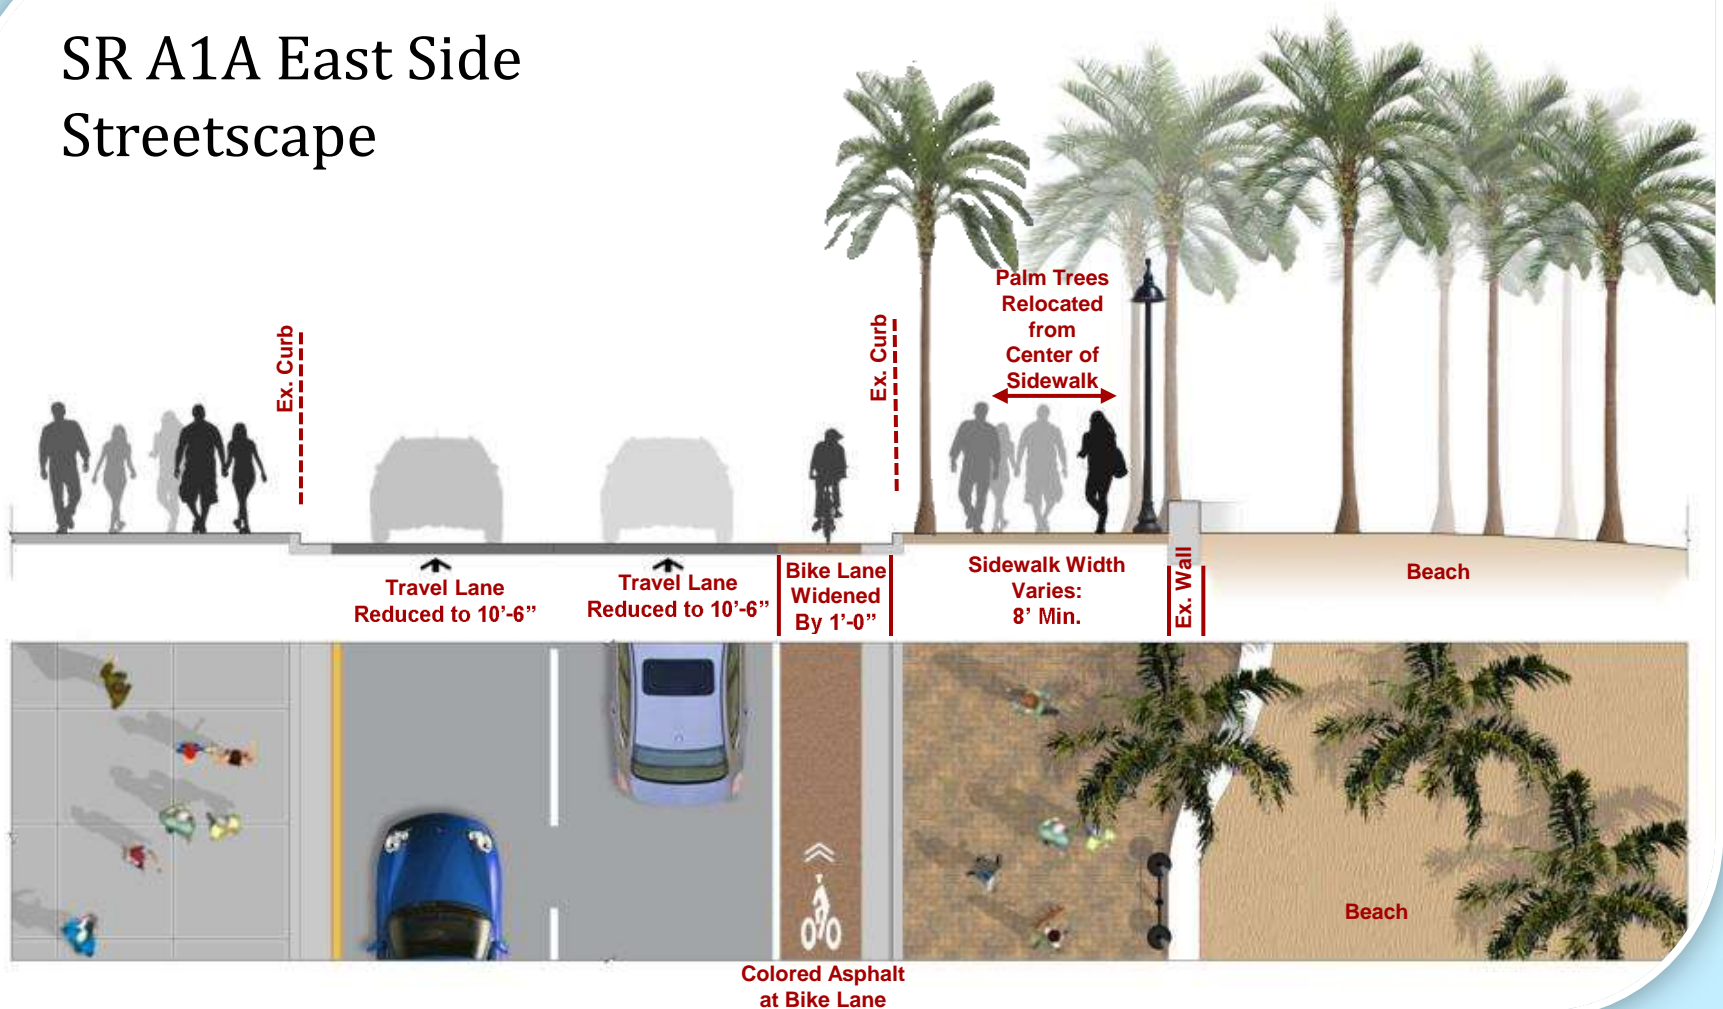 SR A1A East Side
Streetscape
Palm Trees
Relocated
from
Center of
Sidewalk
Ex. Curb
Ex. Curb
Travel Lane
Reduced to 10’-6”
Travel Lane
Reduced to 10’-6”
Bike Lane
Widened
By 1’-0”
Sidewalk Width
Varies:
8’ Min.
Ex. Wall
Beach
Beach
Colored Asphalt
at Bike Lane